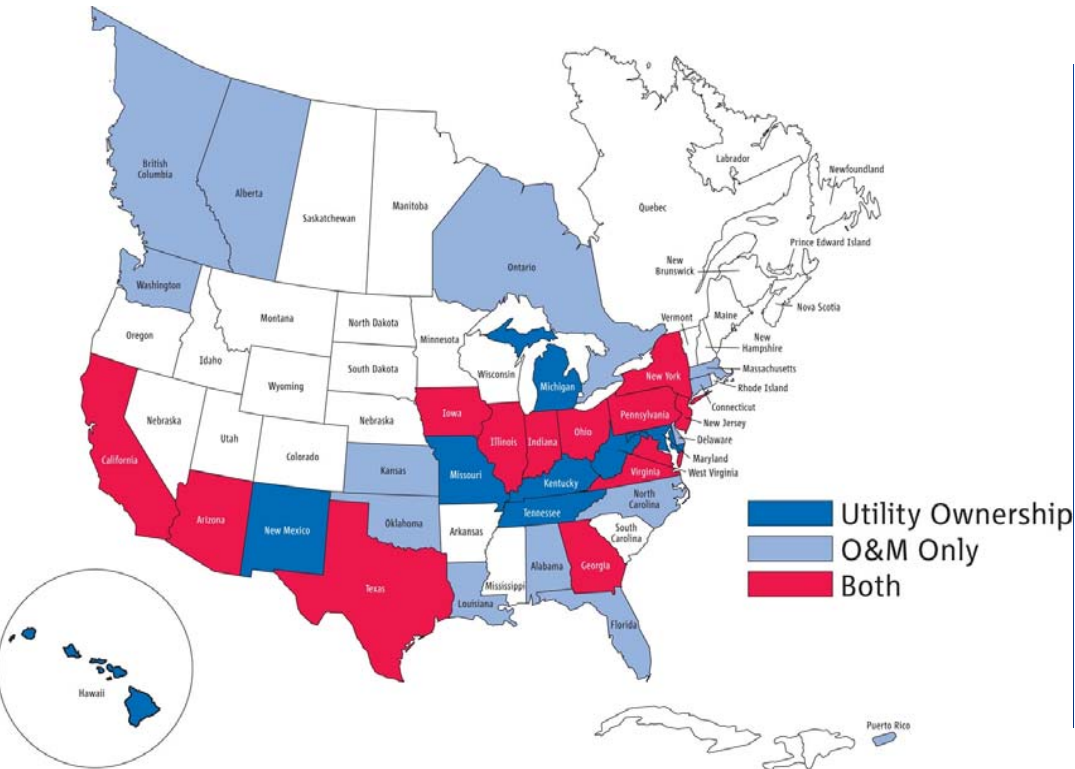 British
Columbia
Alberta
Saskatchewan
Manitoba
Ontario
Quebec
Labrador
Newfoundland
Prince Edward Island
New
Brunswick
Nova Scotia
Washington
Oregon
Idaho
Montana
North Dakota
South Dakota
Minnesota
Wisconsin
Michigan
Vermont
Maine
New
Hampshire
Massachusetts
Rhode Island
Connecticut
New York
Pennsylvania
New Jersey
Delaware
Maryland
West Virginia
California
Nebraska
Utah
Wyoming
Colorado
Nebraska
Kansas
Iowa
Missouri
Illinois
Indiana
Ohio
Kentucky
Virginia
Tennessee
North
Carolina
South
Carolina
Arizona
New Mexico
Texas
Oklahoma
Arkansas
Louisiana
Mississippi
Alabama
Georgia
Florida
Hawaii
Puerto Rico
Utility Ownership
O&M Only
Both